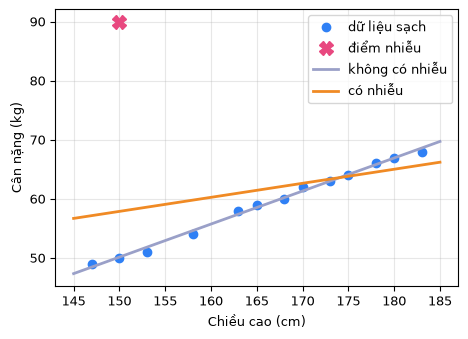 dữ liệu sạch
điểm nhiễu
không có nhiễu
có nhiễu
Cân nặng (kg)
90
80
70
60
50
145 150 155 160 165 170 175 180 185
Chiều cao (cm)